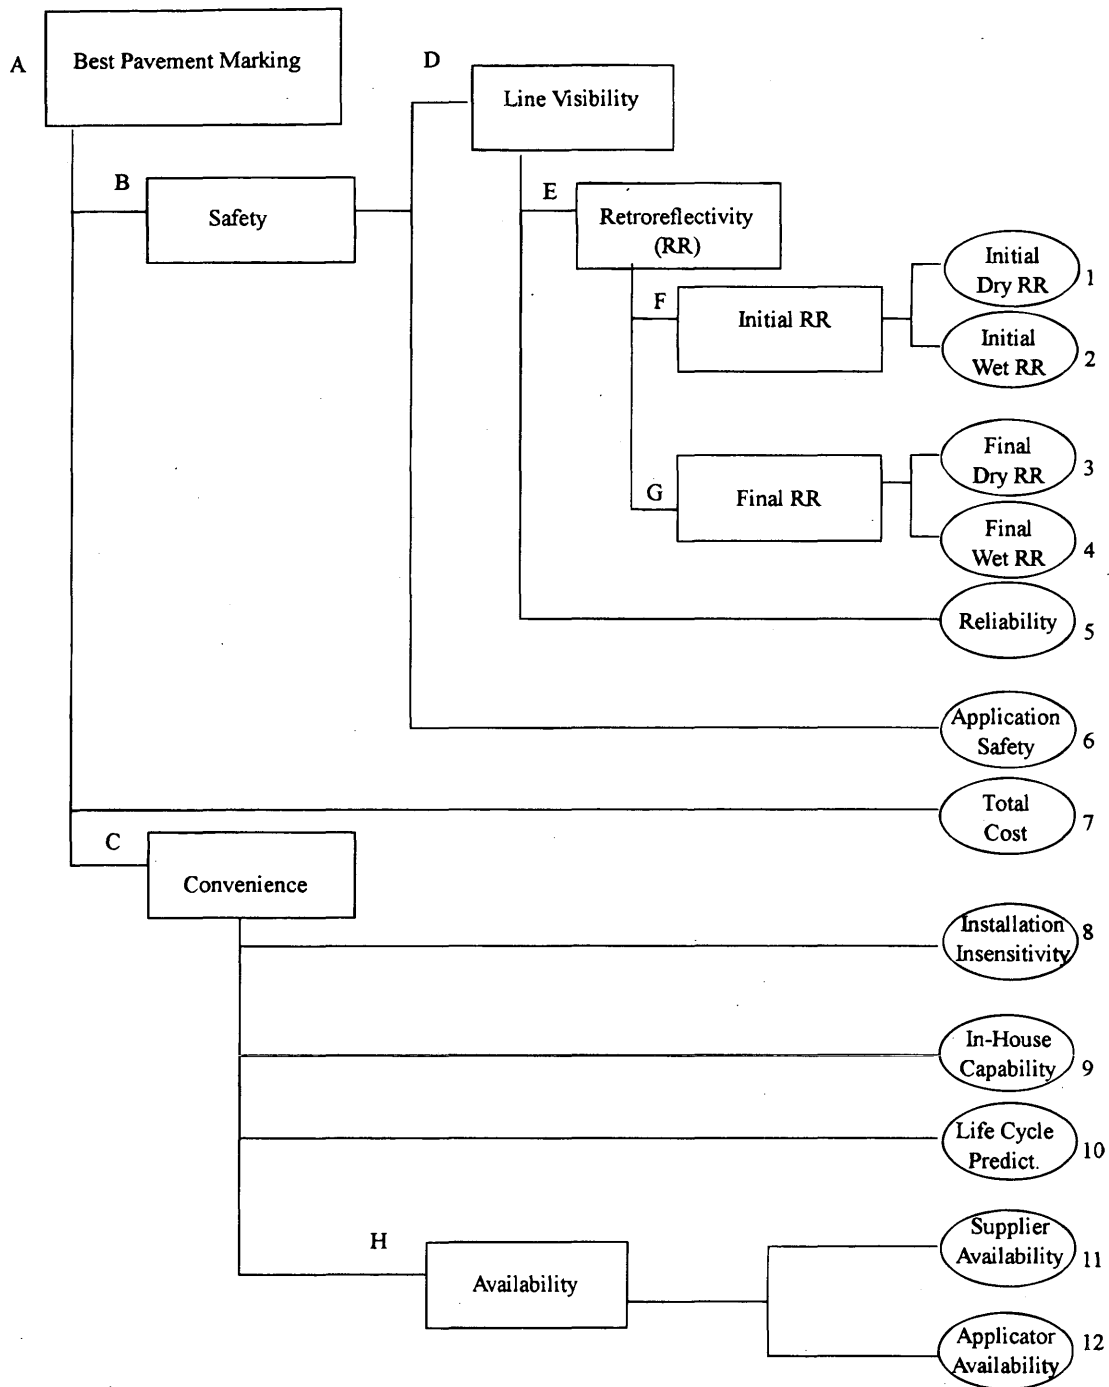 A
Best Pavement Marking
D
Line Visibility
B
Safety
E
Retroreflectivity
(RR)
F
Initial RR
Initial
Dry RR
1
Initial
Wet RR
2
G
Final RR
Final
Dry RR
3
Final
Wet RR
4
Reliability
5
Application
Safety
6
Total
Cost
7
C
Convenience
Installation
Insensitivity
8
In-House
Capability
9
Life Cycle
Predict.
10
H
Availability
Supplier
Availability
11
Applicator
Availability
12